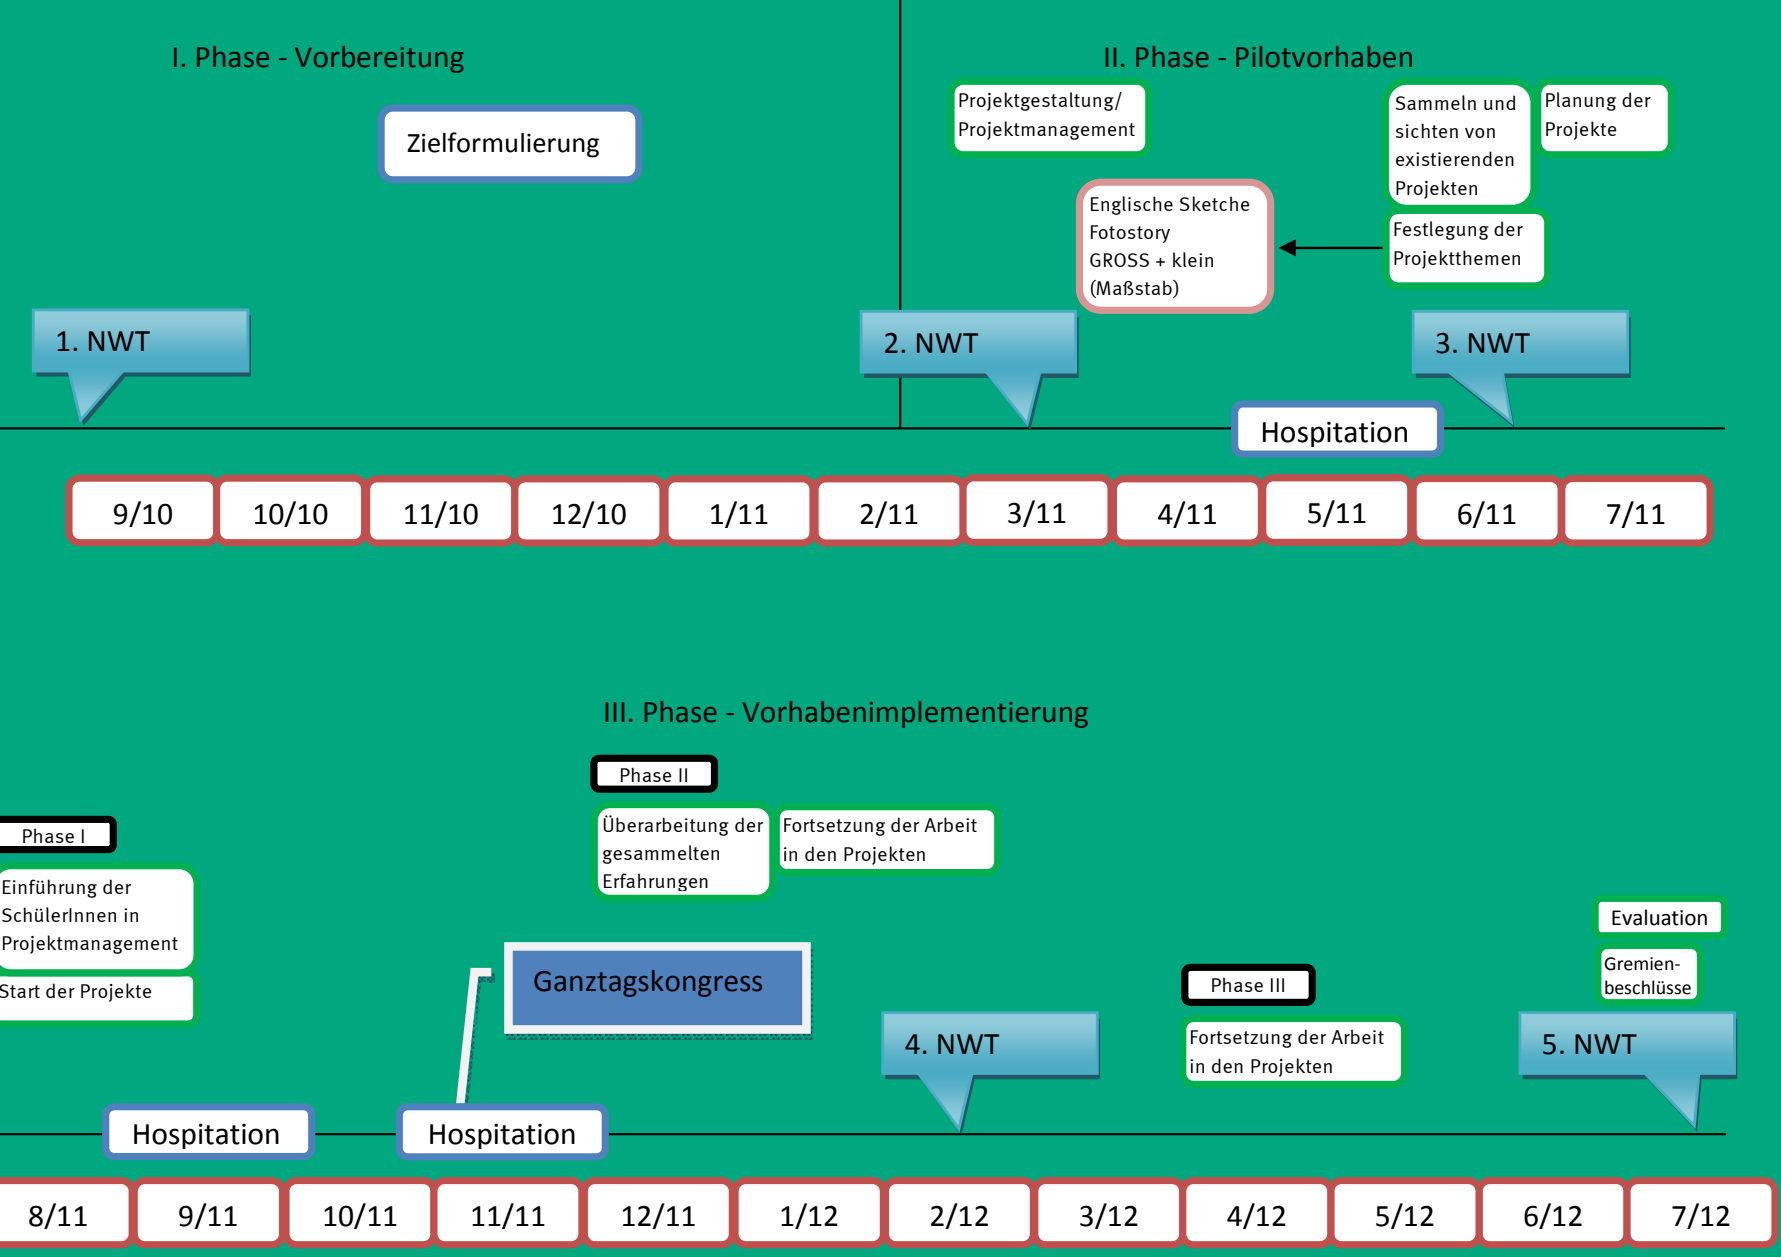 I. Phase - Vorbereitung
II. Phase - Pilotvorhaben
Zielformulierung
Projektgestaltung/
Projektmanagement
Sammeln und
sichten von
existierenden
Projekten
Planung der
Projekte
Englische Sketche
Fotostory
GROSS + klein
(Maßstab)
Festlegung der
Projektthemen
1. NWT
2. NWT
3. NWT
Hospitation
9/10
10/10
11/10
12/10
1/11
2/11
3/11
4/11
5/11
6/11
7/11
III. Phase - Vorhabenimplementierung
Phase I
Einführung der
SchülerInnen in
Projektmanagement
Start der Projekte
Phase II
Überarbeitung der
gesammelten
Erfahrungen
Fortsetzung der Arbeit
in den Projekten
Ganztagskongress
4. NWT
Phase III
Fortsetzung der Arbeit
in den Projekten
Evaluation
Gremien-
beschlüsse
5. NWT
Hospitation
Hospitation
8/11
9/11
10/11
11/11
12/11
1/12
2/12
3/12
4/12
5/12
6/12
7/12